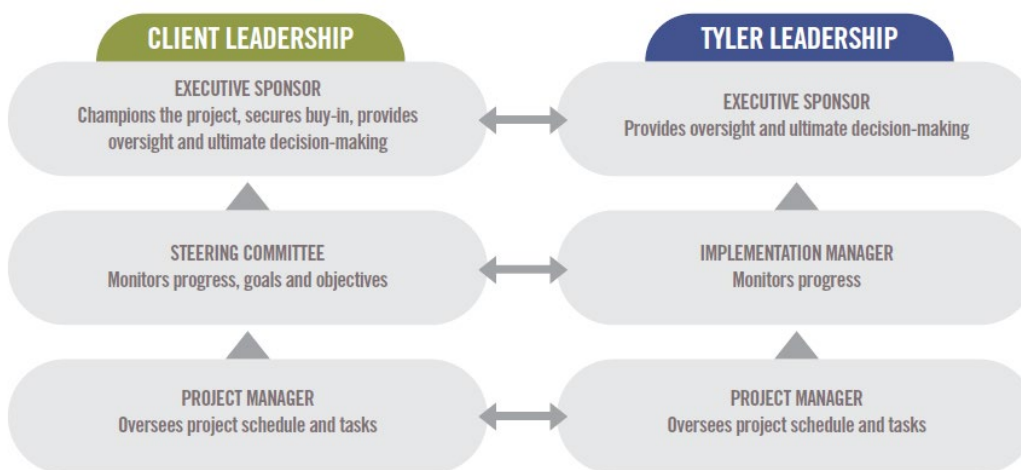 CLIENT LEADERSHIP
EXECUTIVE SPONSOR
Champions the project, secures buy-in, provides
oversight and ultimate decision-making
STEERING COMMITTEE
Monitors progress, goals and objectives
PROJECT MANAGER
Oversees project schedule and tasks
TYLER LEADERSHIP
EXECUTIVE SPONSOR
Provides oversight and ultimate decision-making
IMPLEMENTATION MANAGER
Monitors progress
PROJECT MANAGER
Oversees project schedule and tasks